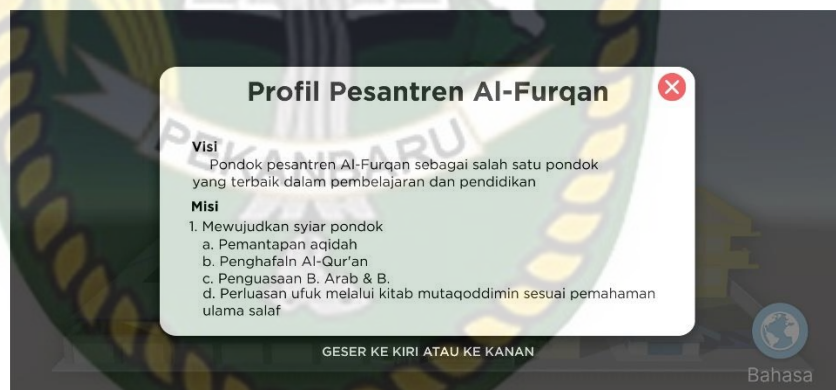 Profil Pesantren Al-Furqan
Visi
Pondok pesantren Al-Furqan sebagai salah satu pondok
yang terbaik dalam pembelajaran dan pendidikan
Misi
1. Mewujudkan syiar pondok
a. Pemantapan aqidah
b. Penghafaln Al-Qur'an
c. Penguasaan B. Arab & B.
d. Perluasan ufuk melalui kitab mutaqoddimin sesuai pemahaman
ulama salaf
PEKANBARU
GESER KE KIRI ATAU KE KANAN
Bahasa